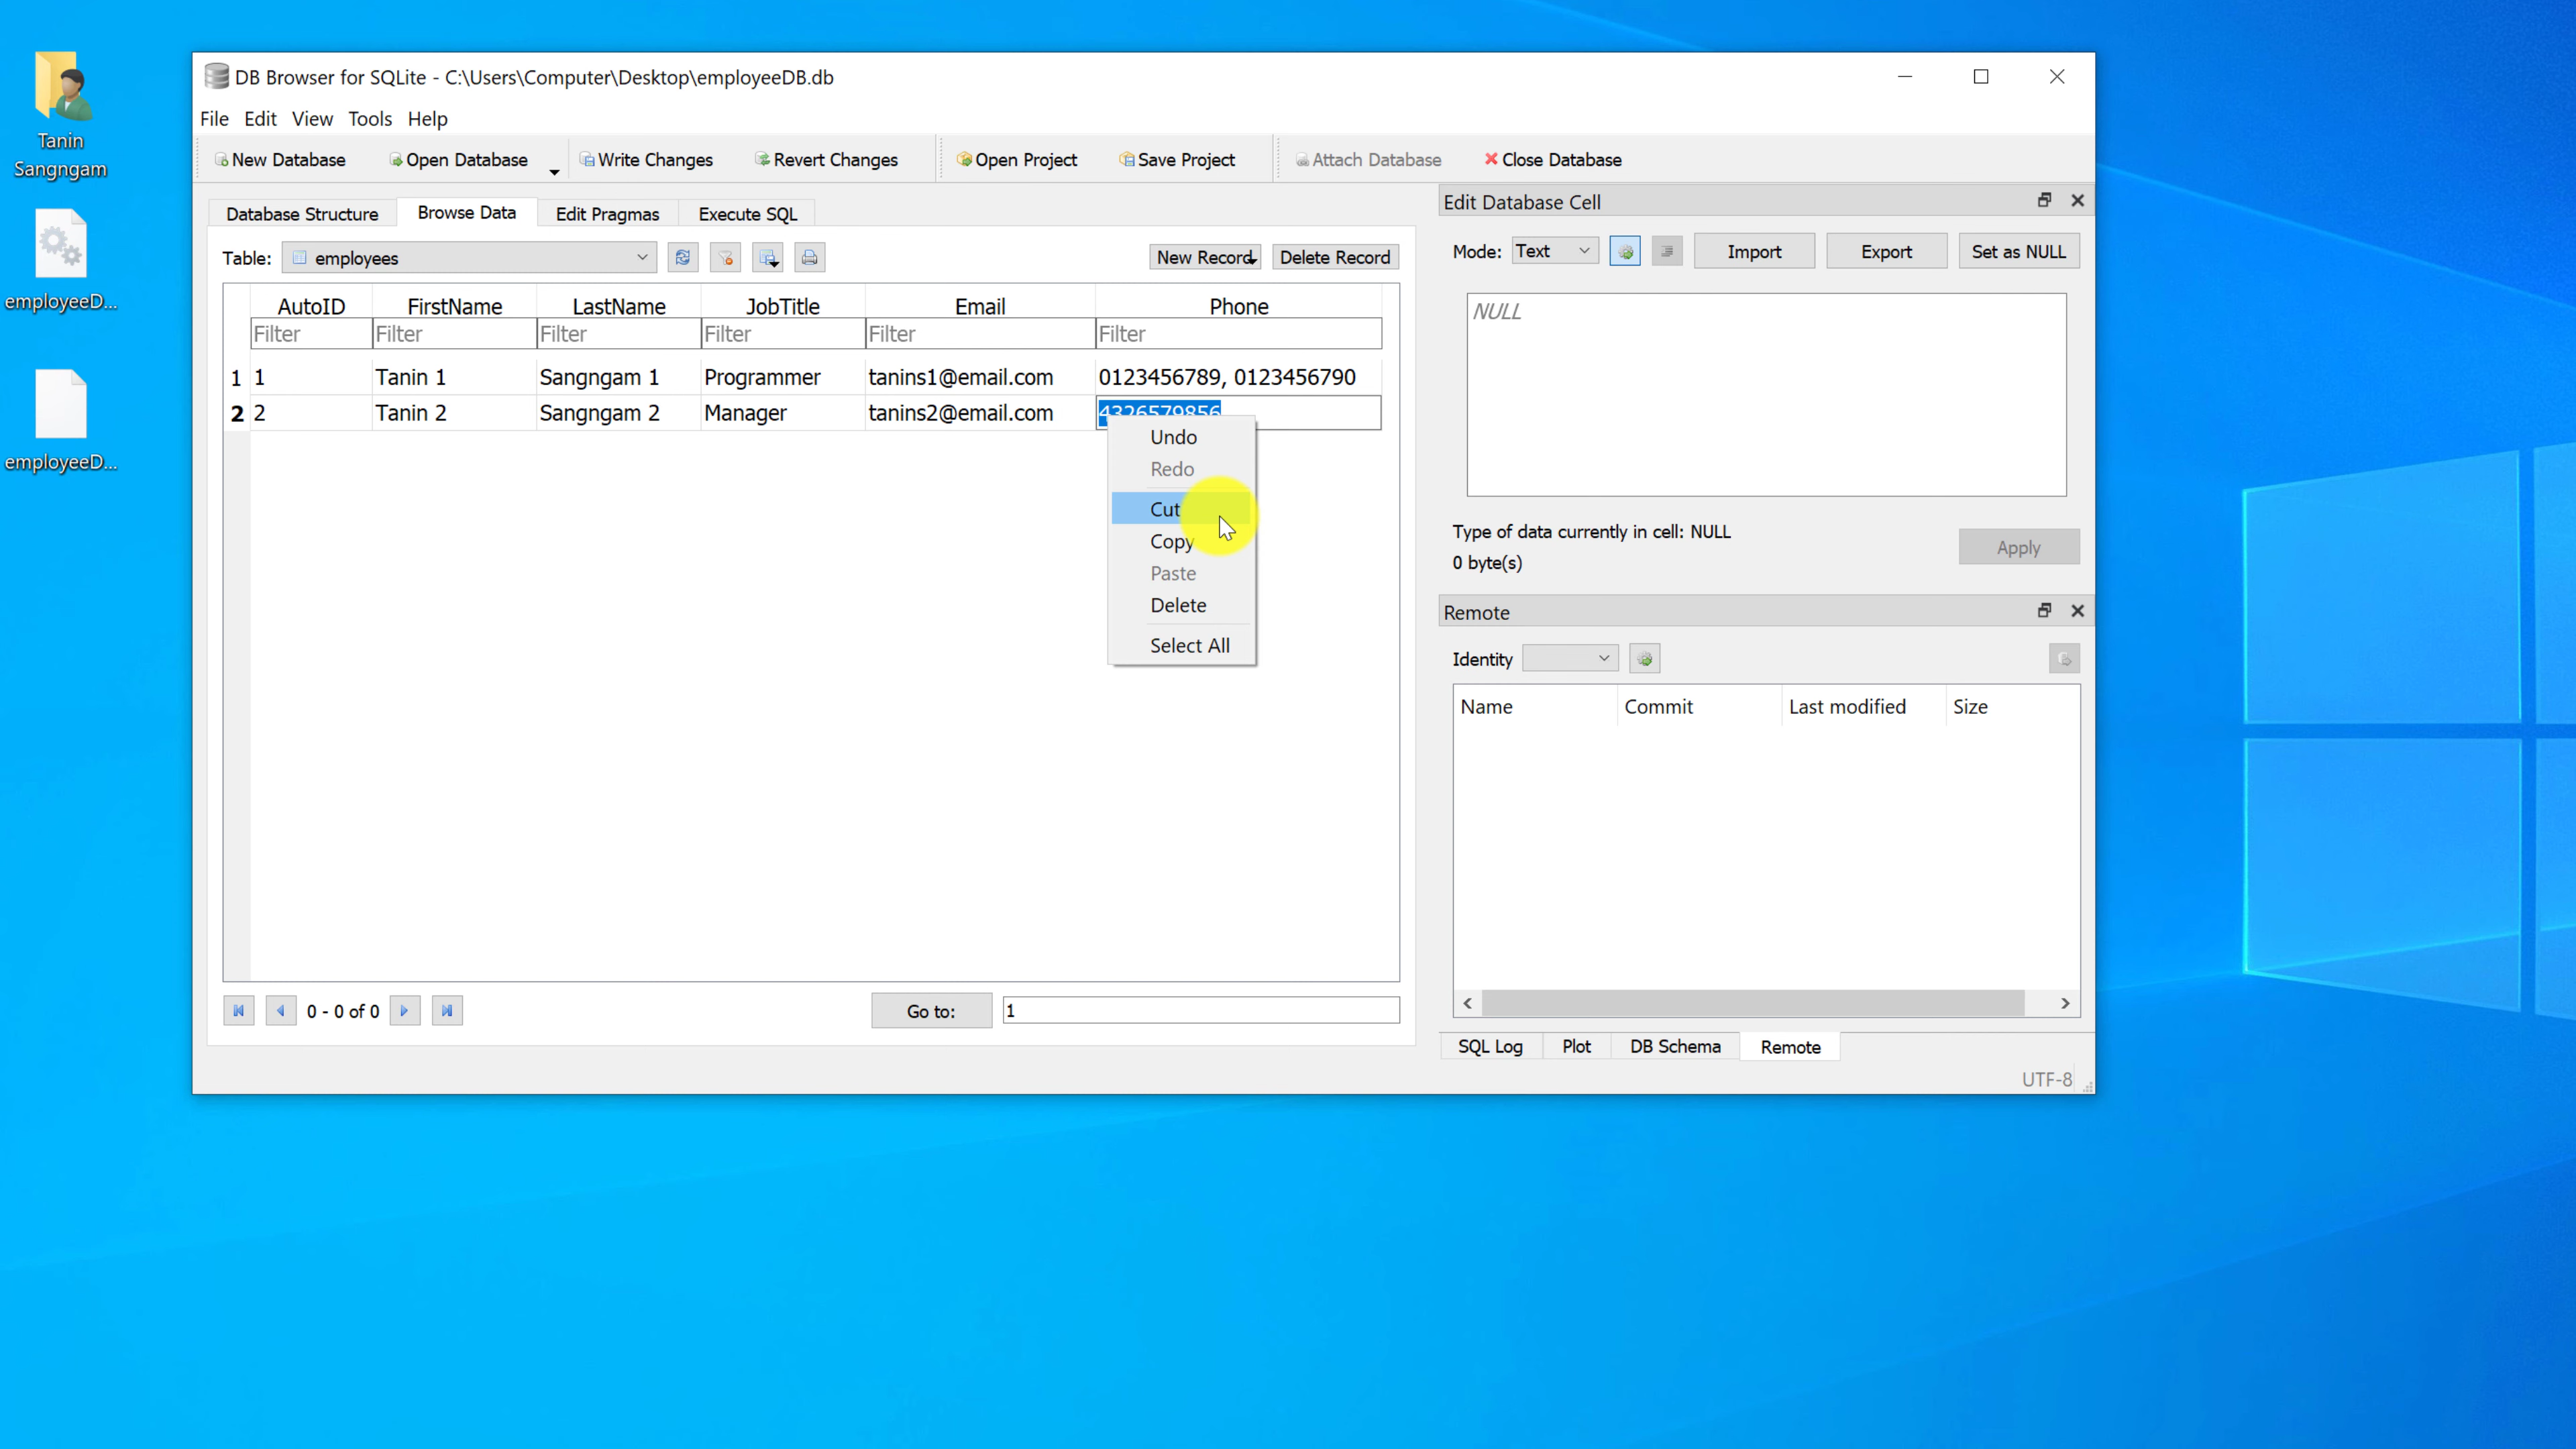 Tanin
Sangngam
employeeD...
employeeD...
DB Browser for SQLite - C:\Users\Computer\Desktop\employeeDB.db
File Edit View Tools Help
New Database Open Database Write Changes Revert Changes Open Project Save Project Attach Database Close Database
Database Structure Browse Data Edit Pragmas Execute SQL
Table: employees New Record Delete Record
AutoID FirstName LastName JobTitle Email Phone
Filter Filter Filter Filter Filter Filter
1 1 Tanin 1 Sangngam 1 Programmer tanins1@email.com 0123456789, 0123456790
2 2 Tanin 2 Sangngam 2 Manager tanins2@email.com 4326579856
Undo
Redo
Cut
Copy
Paste
Delete
Select All
0 - 0 of 0 Go to: 1
Edit Database Cell
Mode: Text Import Export Set as NULL
NULL
Type of data currently in cell: NULL
0 byte(s)
Apply
Remote
Identity
Name Commit Last modified Size
SQL Log Plot DB Schema Remote
UTF-8